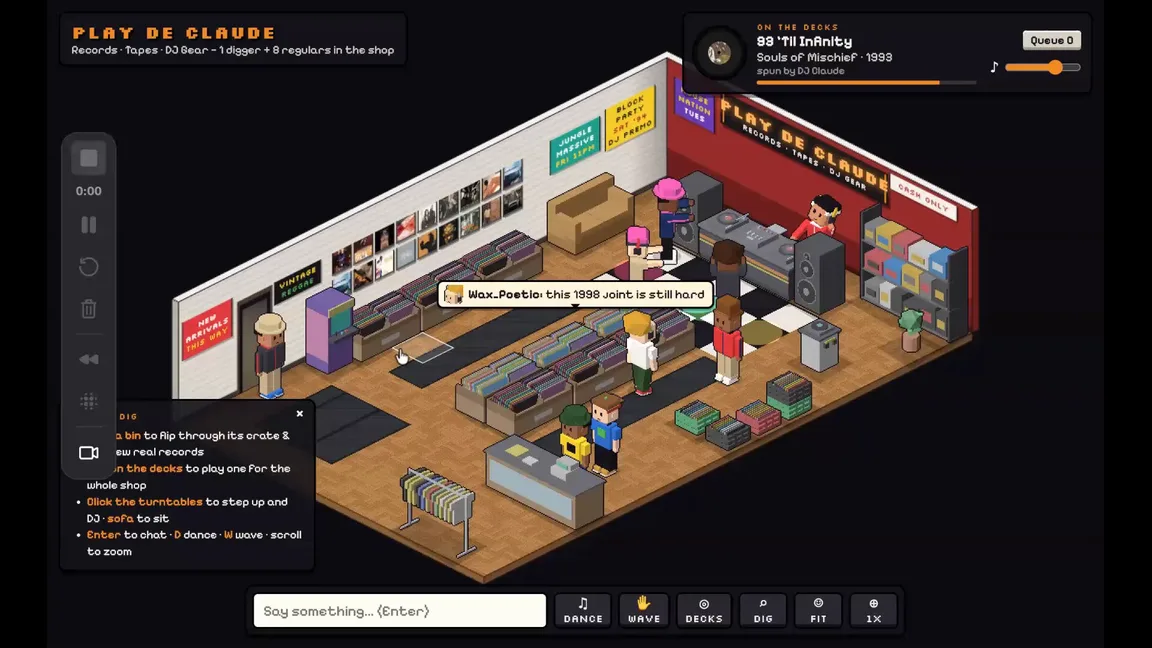 PLAY DE CLAUDE
Records · Tapes · DJ Gear – 1 digger + 8 regulars in the shop
ON THE DECKS
93 'Til Infinity
Souls of Mischief · 1993
spun by DJ Claude
Queue 0
0:00
NATION
TUES
BLOCK
PARTY
SAT
DJ PREMO
JUNGLE
MASSIVE
FRI 11PM
PLAY DE CLAUDE
RECORDS · TAPES · DJ GEAR
CASH ONLY
VINTAGE
REGGAE
NEW
ARRIVALS
THIS WAY
Wax_Poetic: this 1998 joint is still hard
DIG
a bin to flip through its crate &
real records
on the decks to play one for the
whole shop
• Click the turntables to step up and
DJ · sofa to sit
• Enter to chat · D dance · W wave · scroll
to zoom
Say something... (Enter)
DANCE
WAVE
DECKS
DIG
FIT
1X